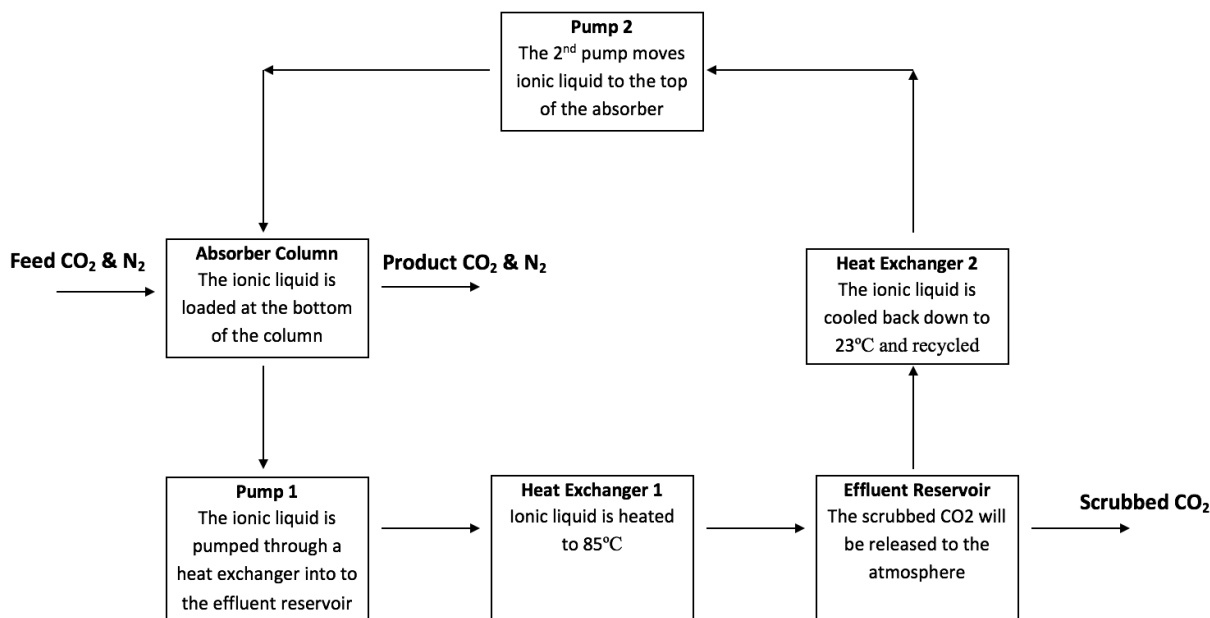 Pump 2
The 2nd pump moves
ionic liquid to the top
of the absorber
Feed CO₂ & N₂
Absorber Column
The ionic liquid is
loaded at the bottom
of the column
Product CO₂ & N₂
Heat Exchanger 2
The ionic liquid is
cooled back down to
23ºC and recycled
Pump 1
The ionic liquid is
pumped through a
heat exchanger into to
the effluent reservoir
Heat Exchanger 1
Ionic liquid is heated
to 85ºC
Effluent Reservoir
The scrubbed CO2 will
be released to the
atmosphere
Scrubbed CO₂